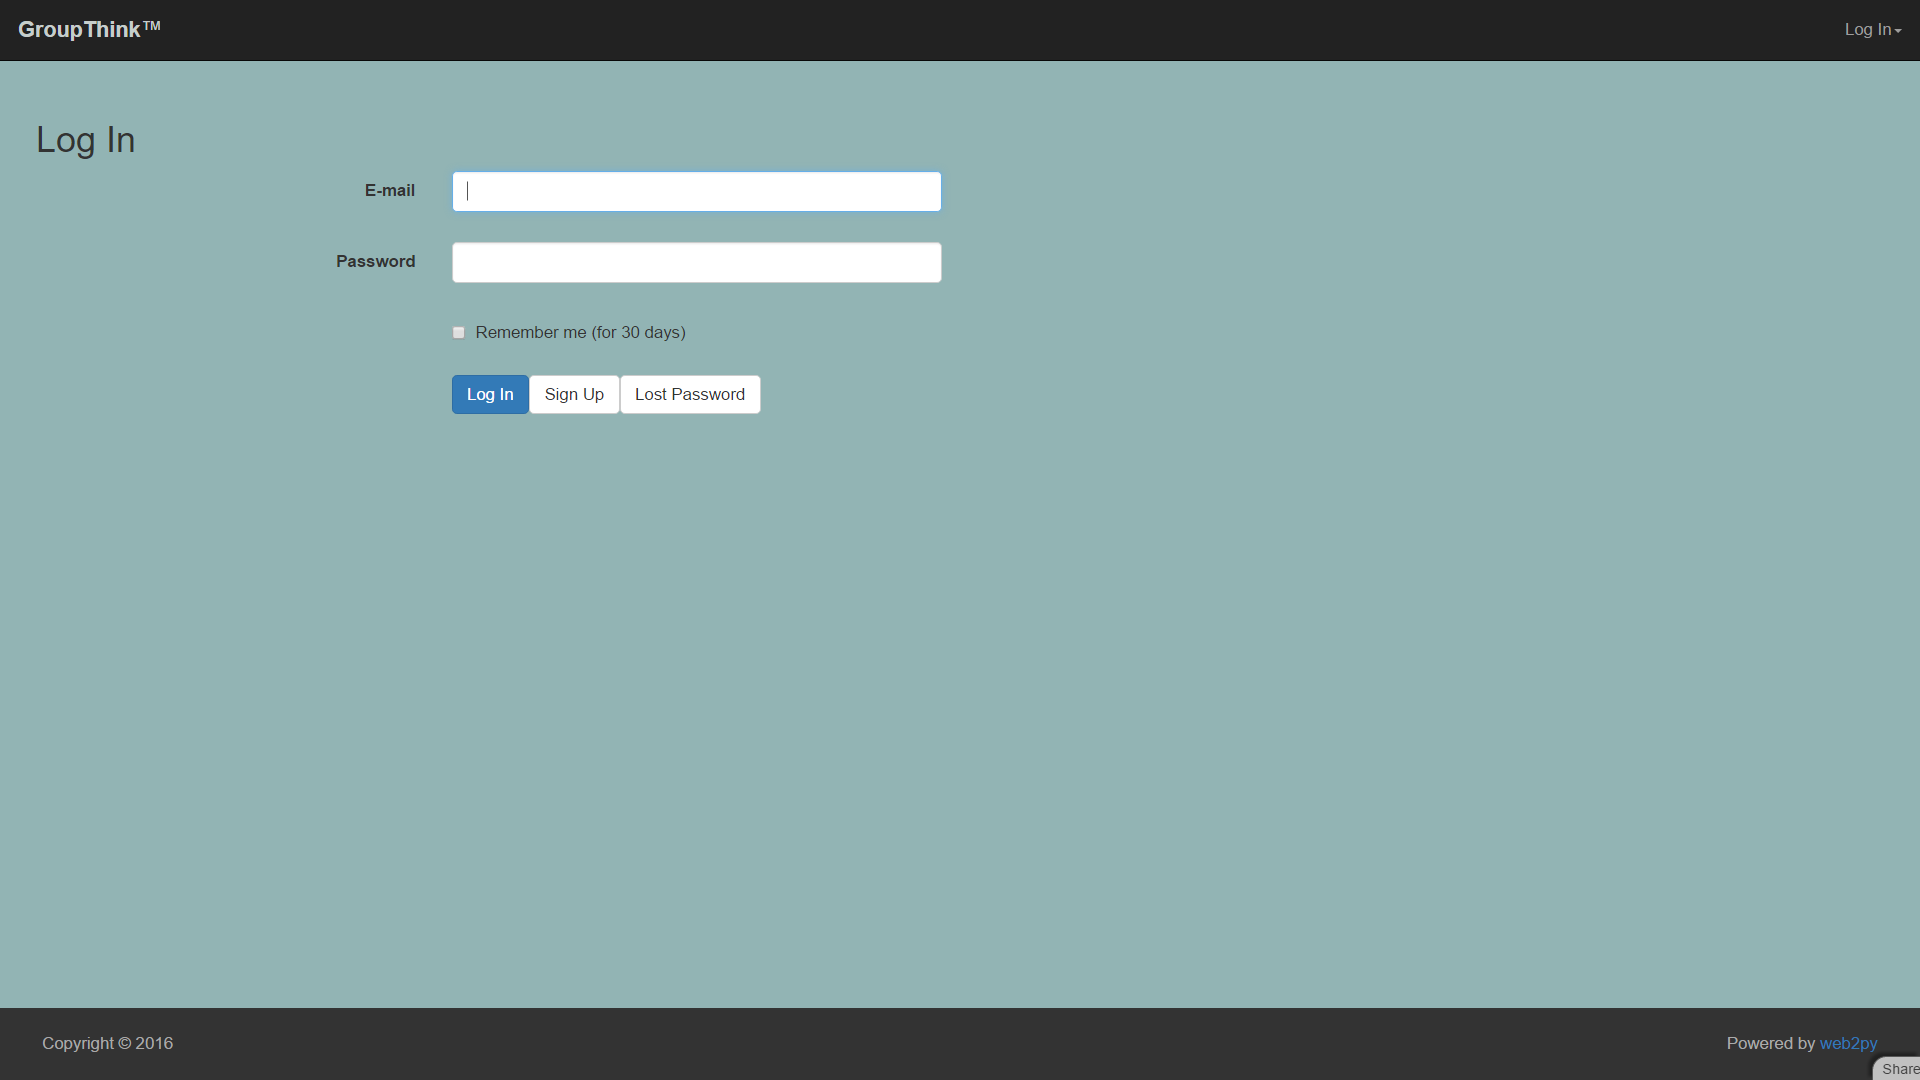 GroupThink™
Log In
Log In
E-mail
Password
Remember me (for 30 days)
Log In Sign Up Lost Password
Copyright © 2016
Powered by web2py
Share